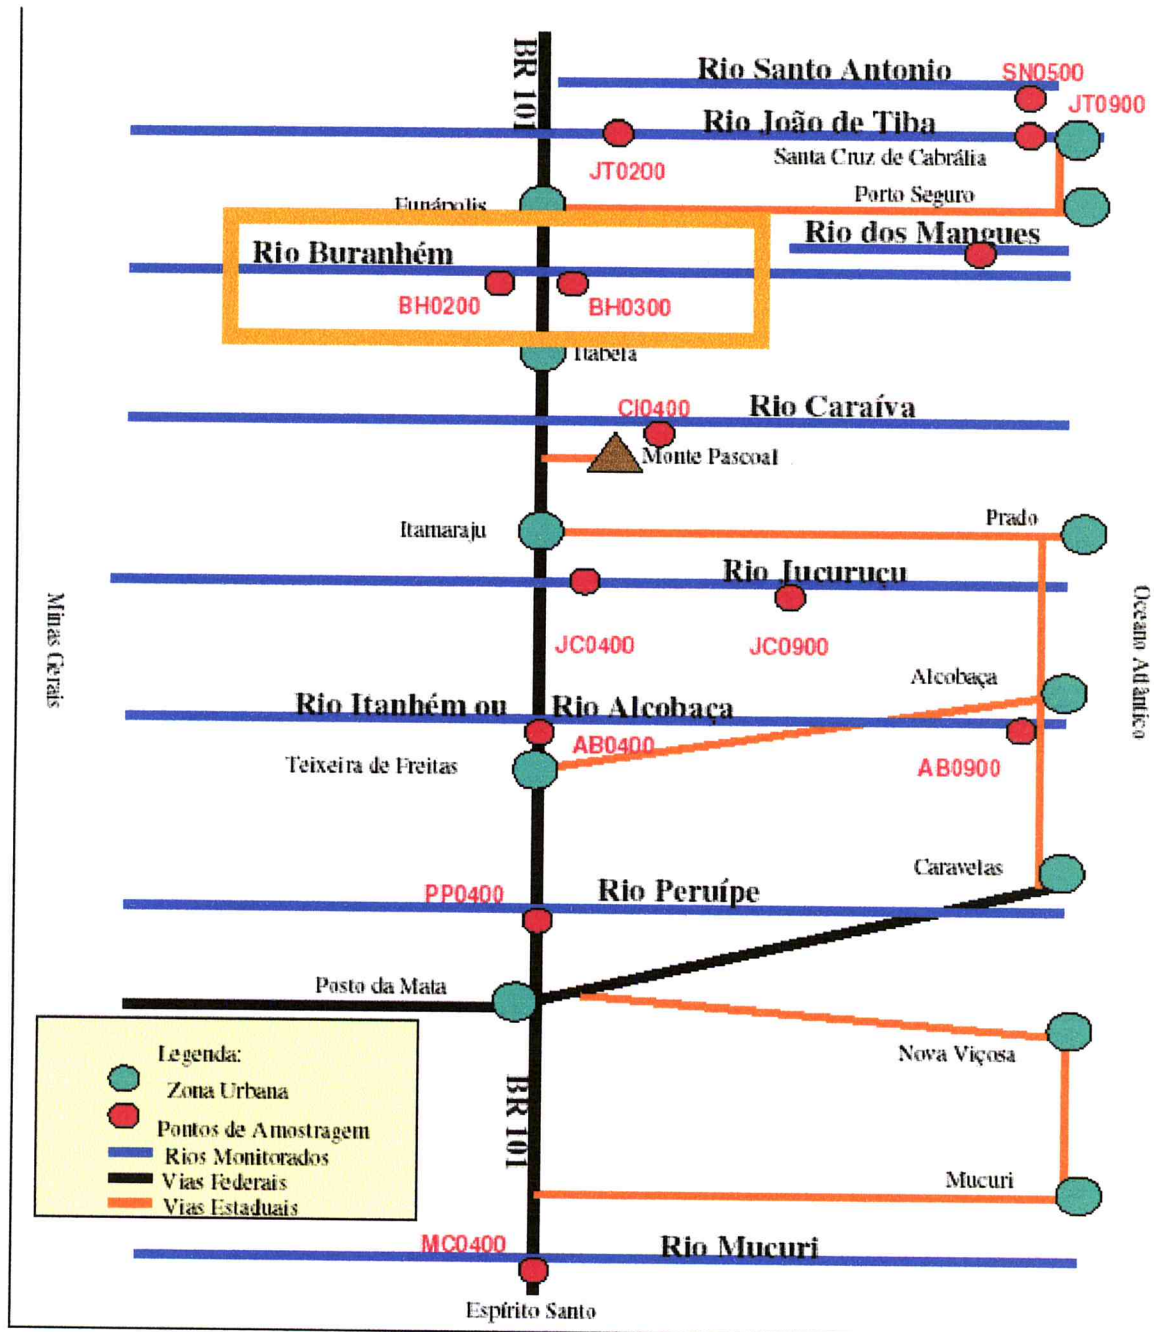 BR 101
Rio Santo Antonio
SN0500
JT0900
Rio João de Tiba
JT0200
Santa Cruz de Cabrália
Eunápolis
Porto Seguro
Rio dos Mangues
Rio Buranhém
BH0200
BH0300
Itabela
CI0400
Rio Caraíva
Monte Pascoal
Itamaraju
Prado
Rio Jucuruçu
JC0400
JC0900
Minas Gerais
Oceano Atlântico
Alcobaça
Rio Itanhém ou Rio Alcobaça
AB0400
AB0900
Teixeira de Freitas
Caravelas
PP0400
Rio Peruípe
Posto da Mata
Nova Viçosa
Legenda:
Zona Urbana
Pontos de Amostragem
Rios Monitorados
Vias Federais
Vias Estaduais
BR 101
Mucuri
MC0400
Rio Mucuri
Espírito Santo